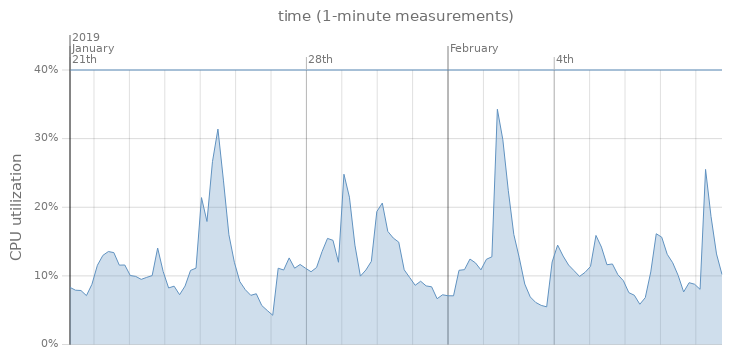 time (1-minute measurements)
2019
January
February
21th
28th
4th
40%
30%
20%
10%
0%
CPU utilization